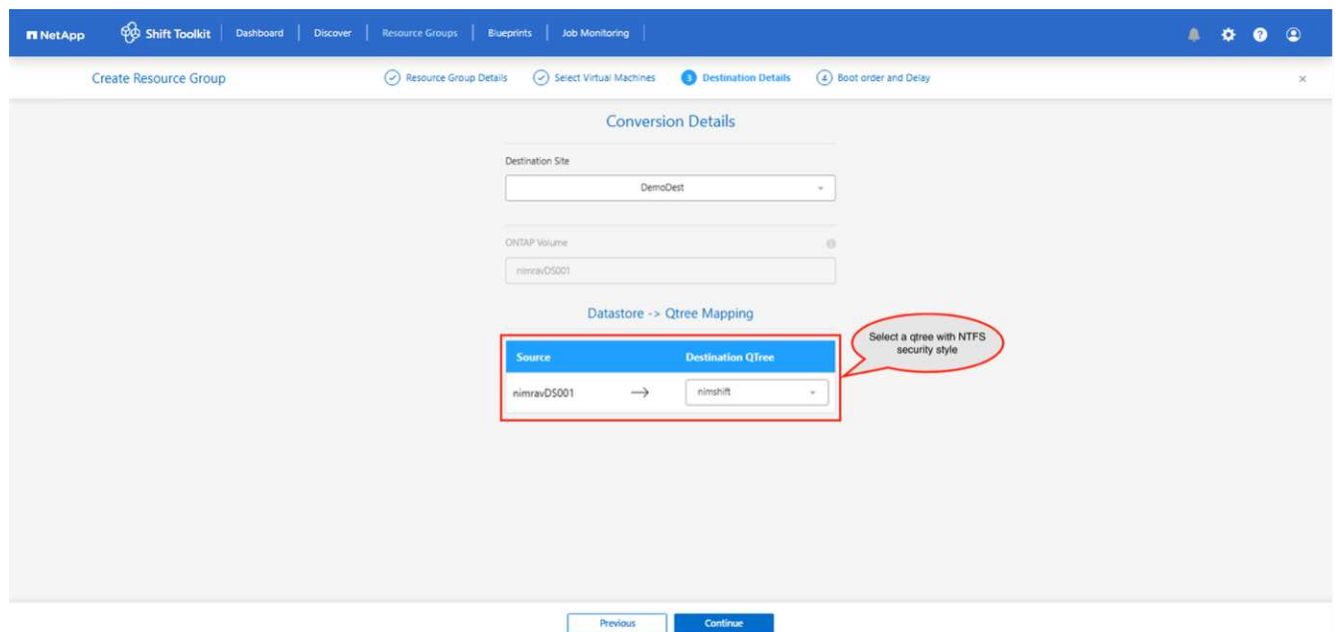 NetApp Shift Toolkit Dashboard Discover Resource Groups Blueprints Job Monitoring
Create Resource Group Resource Group Details Select Virtual Machines 3 Destination Details 4 Boot order and Delay
Conversion Details
Destination Site
DemoDest
ONTAP Volume
nimravDS001
Datastore -> Qtree Mapping
Select a qtree with NTFS
security style
Source Destination QTree
nimravDS001 → nimshift
Previous Continue